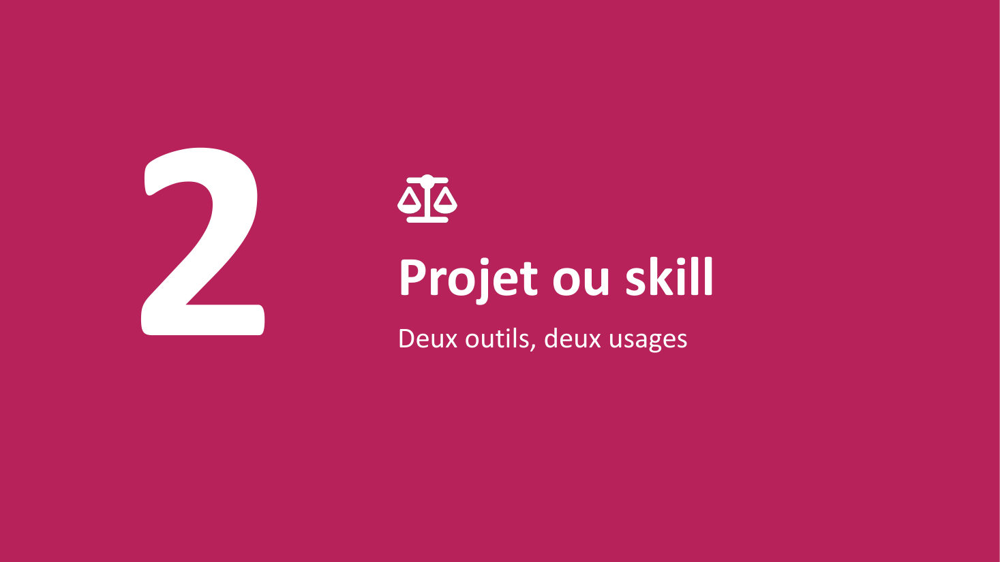 2
Projet ou skill
Deux outils, deux usages